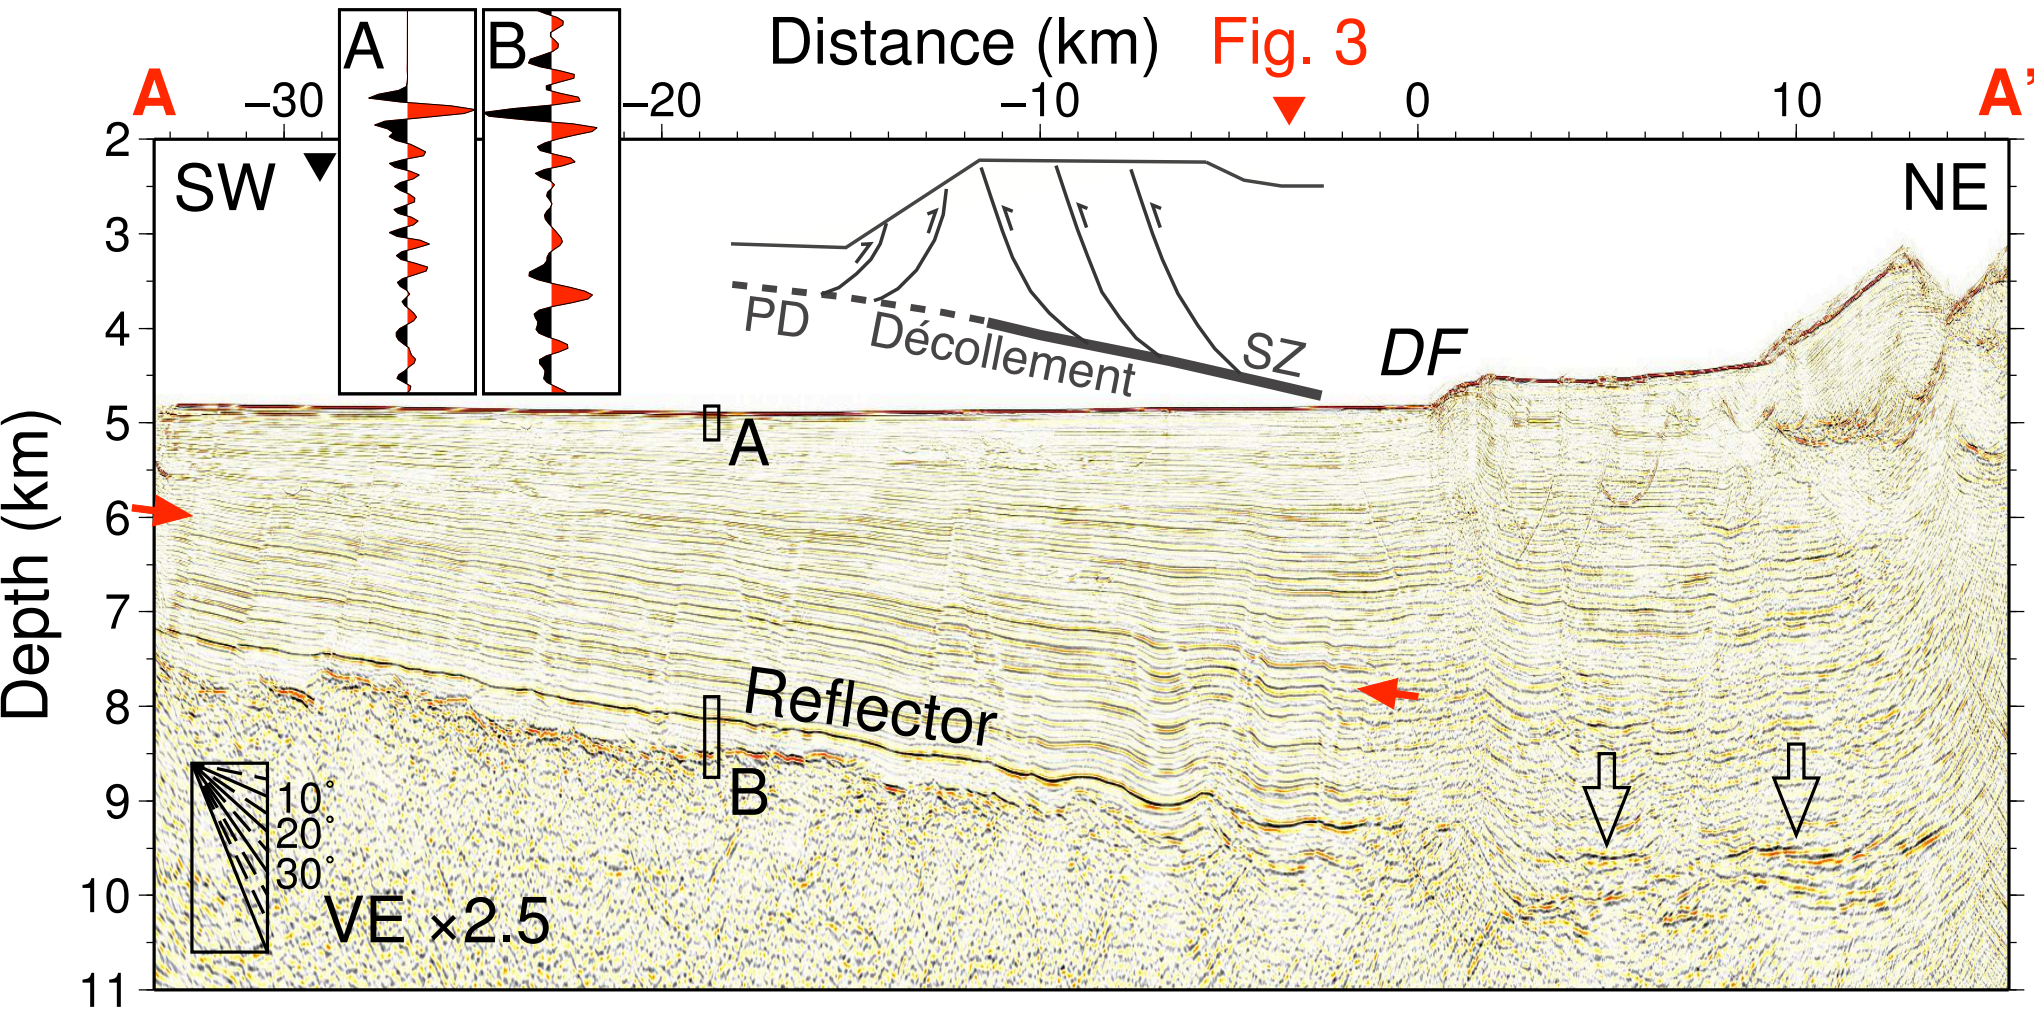 Distance (km) Fig. 3
A −30 −20 −10 0 10 A'
A B
SW NE
2
3
4
5
6
7
8
9
10
11
Depth (km)
PD
Décollement
SZ
DF
A
Reflector
B
10°
20°
30°
VE ×2.5